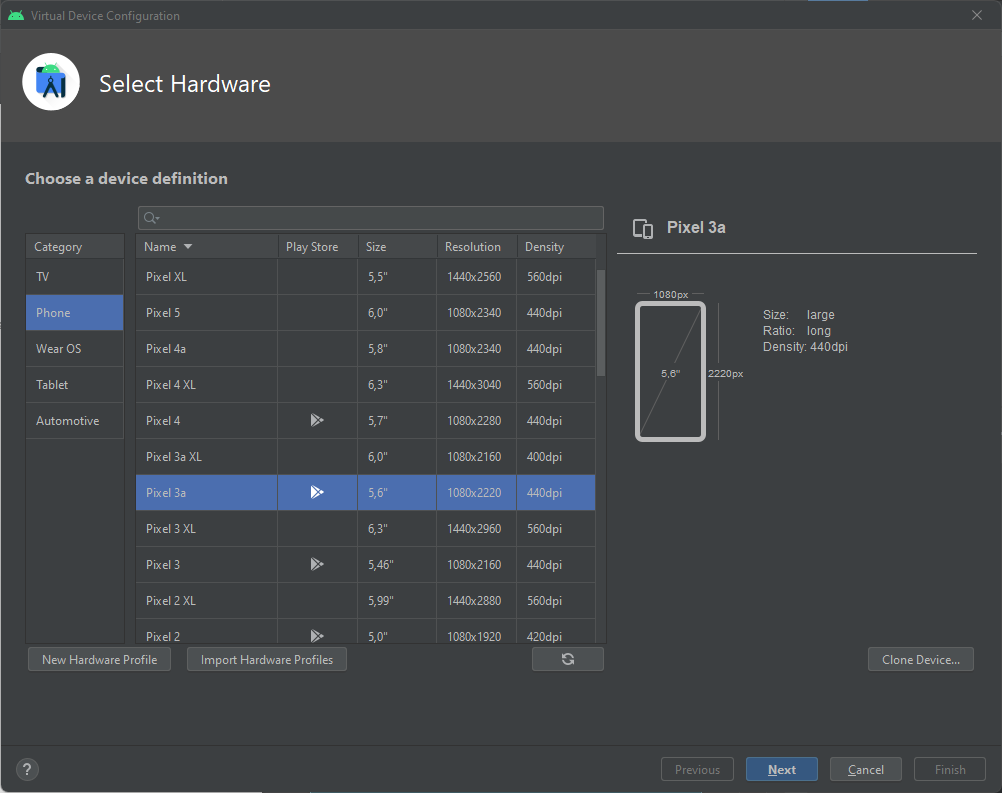 Virtual Device Configuration
Select Hardware
Choose a device definition
Category
TV
Phone
Wear OS
Tablet
Automotive
Name Play Store Size Resolution Density
Pixel XL 5,5" 1440x2560 560dpi
Pixel 5 6,0" 1080x2340 440dpi
Pixel 4a 5,8" 1080x2340 440dpi
Pixel 4 XL 6,3" 1440x3040 560dpi
Pixel 4 5,7" 1080x2280 440dpi
Pixel 3a XL 6,0" 1080x2160 400dpi
Pixel 3a 5,6" 1080x2220 440dpi
Pixel 3 XL 6,3" 1440x2960 560dpi
Pixel 3 5,46" 1080x2160 440dpi
Pixel 2 XL 5,99" 1440x2880 560dpi
Pixel 2 5,0" 1080x1920 420dpi
Pixel 3a
1080px
5,6"
2220px
Size: large
Ratio: long
Density: 440dpi
New Hardware Profile
Import Hardware Profiles
Clone Device...
?
Previous
Next
Cancel
Finish